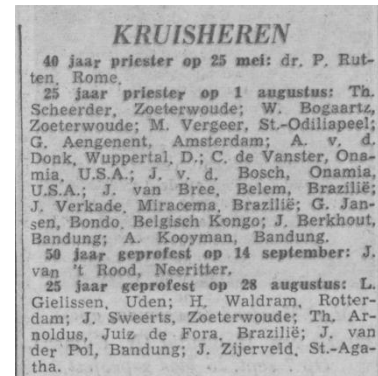 KRUISHEREN
40 jaar priester op 25 mei: dr. P. Rut-
ten, Rome.
25 jaar priester op 1 augustus: Th.
Scheerder, Zoeterwoude; W. Bogaartz,
Zoeterwoude; M. Vergeer, St.-Odiliapeel;
G. Aengenent, Amsterdam; A. v. d.
Donk, Wuppertal, D.; C. de Vanster, Ona-
mia, U.S.A.; J. v. d. Bosch, Onamia,
U.S.A.; J. van Bree, Belem, Brazilië;
J. Verkade, Miracema, Brazilië; G. Jan-
sen, Bondo, Belgisch Kongo; J. Berkhout,
Bandung; A. Kooyman, Bandung.
50 jaar geprofest op 14 september: J.
van 't Rood, Neeritter.
25 jaar geprofest op 28 augustus: L.
Gielissen, Uden; H. Waldram, Rotter-
dam; J. Sweerts, Zoeterwoude; Th. Ar-
noldus, Juiz de Fora, Brazilië; J. van
der Pol, Bandung; J. Zijerveld, St.-Aga-
tha.